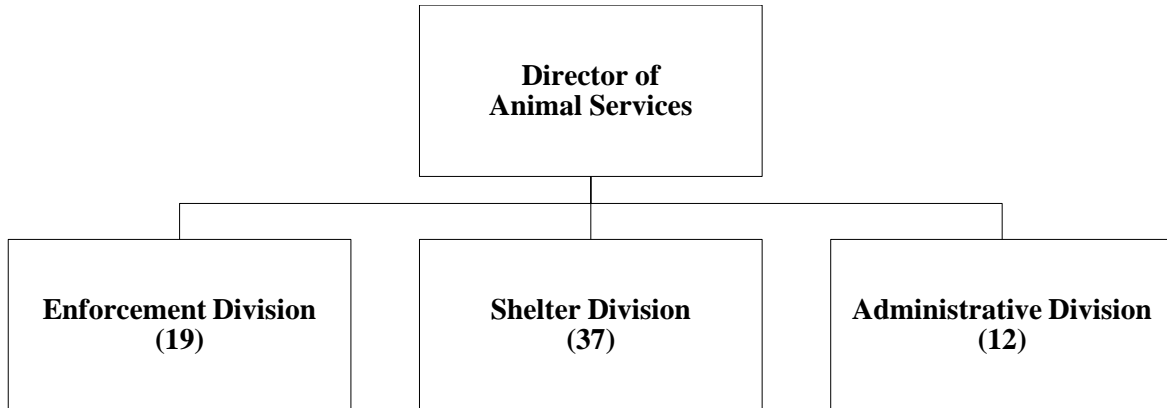 Director of
Animal Services
Enforcement Division
(19)
Shelter Division
(37)
Administrative Division
(12)